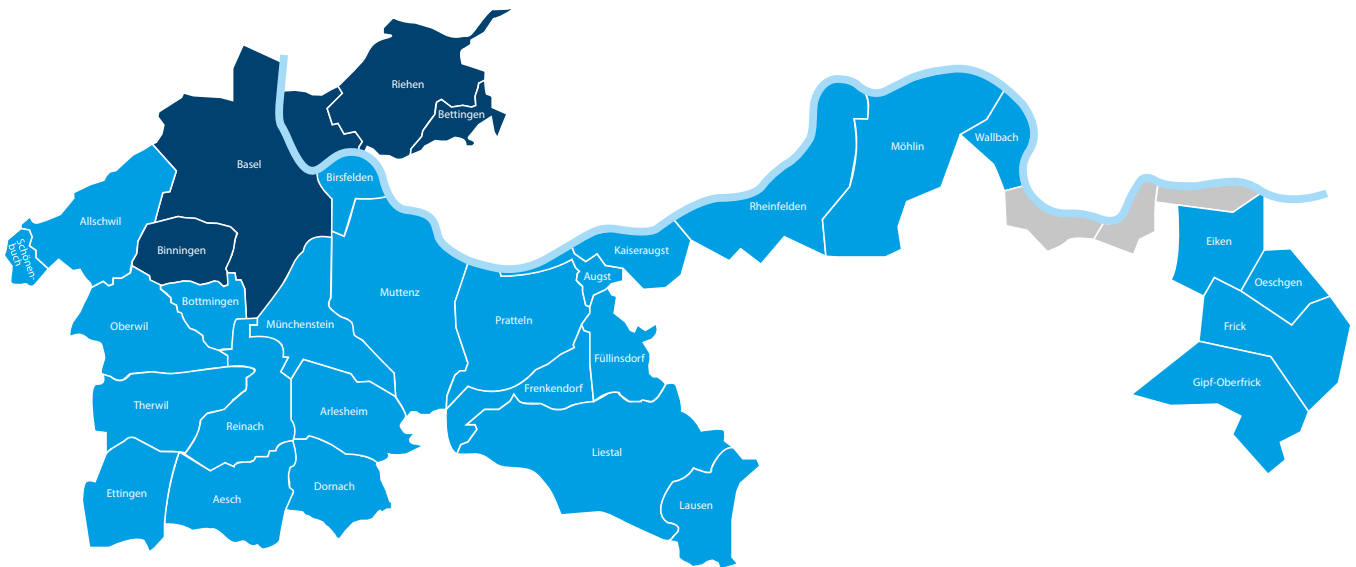 Riehen
Bettingen
Basel
Birsfelden
Allschwil
Schönen-
buch
Binningen
Bottmingen
Oberwil
Münchenstein
Muttenz
Pratteln
Augst
Kaiseraugst
Rheinfelden
Möhlin
Wallbach
Eiken
Oeschgen
Frick
Gipf-Oberfrick
Füllinsdorf
Frenkendorf
Therwil
Reinach
Arlesheim
Liestal
Ettingen
Aesch
Dornach
Lausen